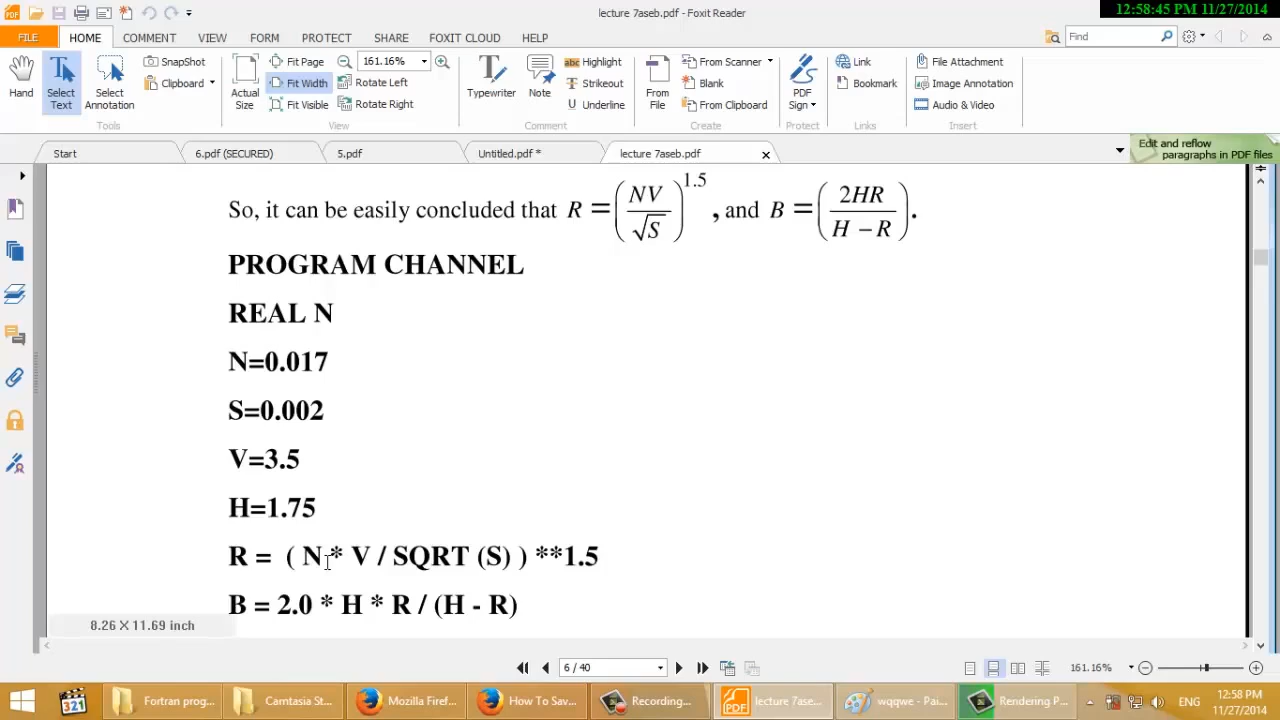 12:58:45 PM 11/27/2014
lecture 7aseb.pdf - Foxit Reader
FILE HOME COMMENT VIEW FORM PROTECT SHARE FOXIT CLOUD HELP
Find
Hand
Select Text
Select Annotation
SnapShot
Clipboard
Tools
Actual Size
Fit Page
Fit Width
Fit Visible
161.16%
Rotate Left
Rotate Right
View
Typewriter
Note
Highlight
Strikeout
Underline
Comment
From File
From Scanner
Blank
From Clipboard
Create
PDF Sign
Protect
Link
Bookmark
Links
File Attachment
Image Annotation
Audio & Video
Insert
Start
6.pdf (SECURED)
5.pdf
Untitled.pdf *
lecture 7aseb.pdf
Edit and reflow
paragraphs in PDF files
So, it can be easily concluded that R = (NV/√S)^1.5, and B = (2HR/H − R).
PROGRAM CHANNEL
REAL N
N=0.017
S=0.002
V=3.5
H=1.75
R = ( N * V / SQRT (S) ) **1.5
B = 2.0 * H * R / (H - R)
8.26 X 11.69 inch
6 / 40
161.16%
321
Fortran prog...
Camtasia St...
Mozilla Firef...
How To Sav...
Recording...
PDF
lecture 7ase...
wqqwe - Pai...
Rendering P...
ENG
12:58 PM
11/27/2014